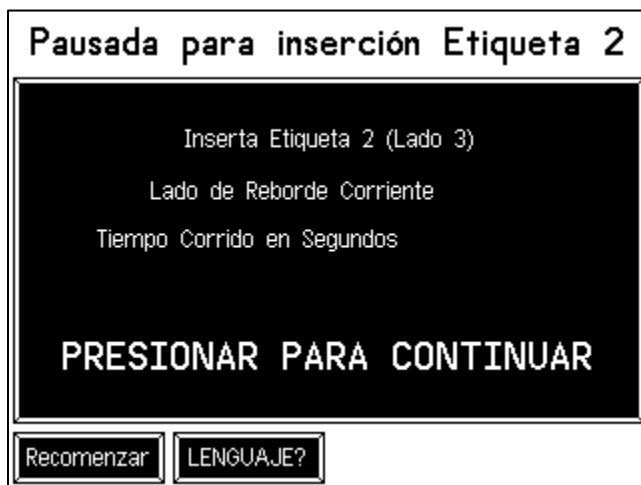 Pausada para inserción Etiqueta 2
Inserta Etiqueta 2 (Lado 3)
Lado de Reborde Corriente
Tiempo Corrido en Segundos
PRESIONAR PARA CONTINUAR
Recomenzar
LENGUAJE?